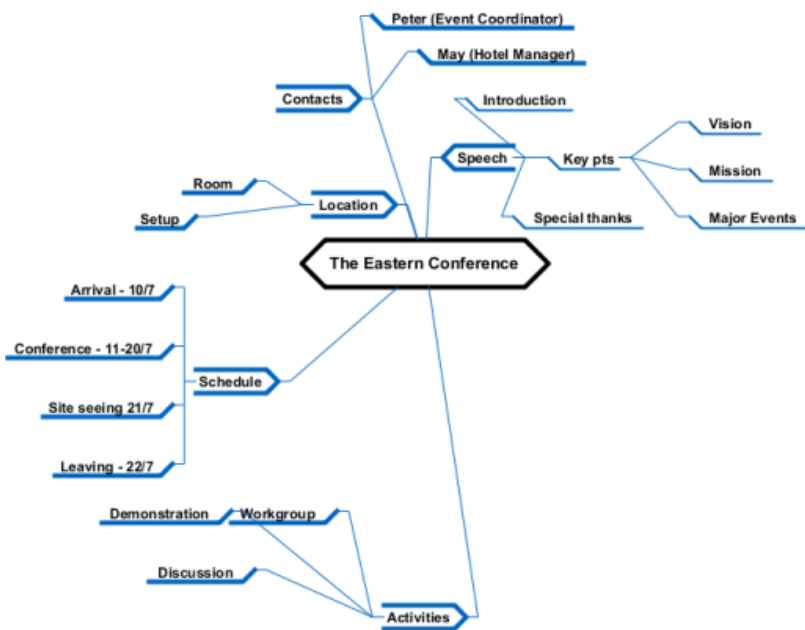 Peter (Event Coordinator)
May (Hotel Manager)
Contacts
Introduction
Vision
Speech
Key pts
Mission
Room
Location
Setup
Special thanks
Major Events
The Eastern Conference
Arrival - 10/7
Conference - 11-20/7
Schedule
Site seeing 21/7
Leaving - 22/7
Demonstration
Workgroup
Discussion
Activities